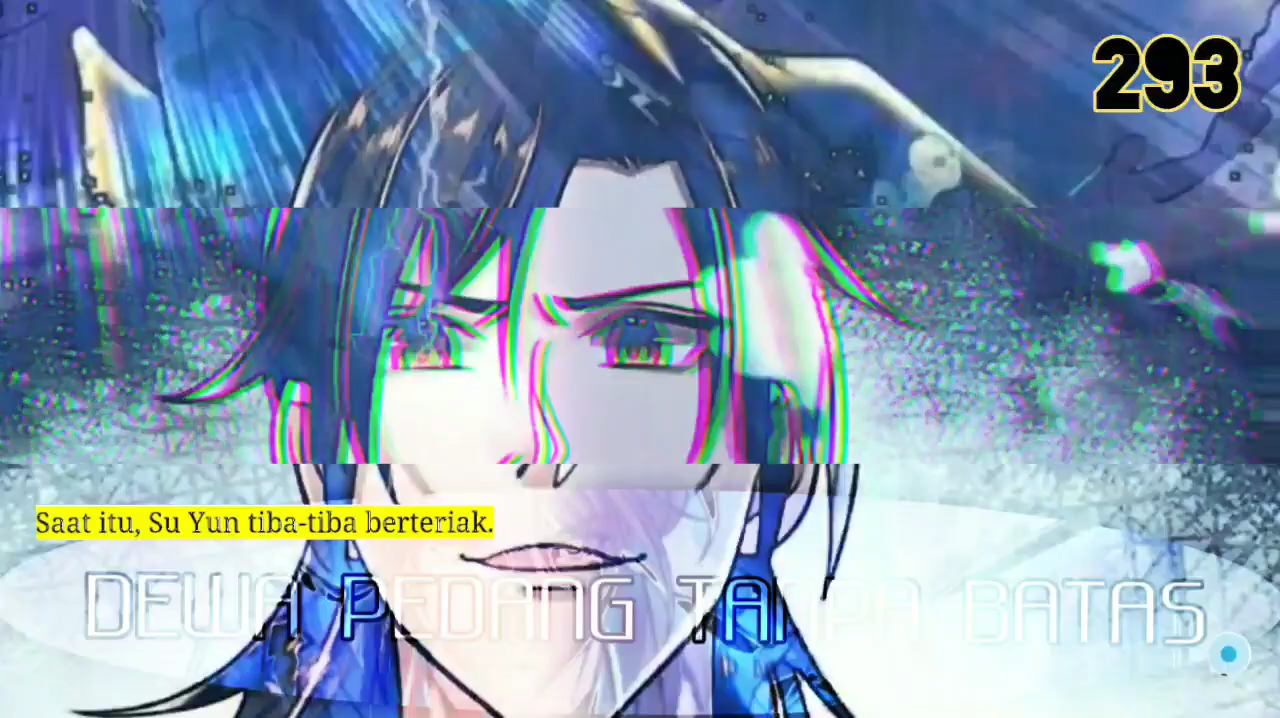 293
Saat itu, Su Yun tiba-tiba berteriak.
DEWA PEDANG TANPA BATAS